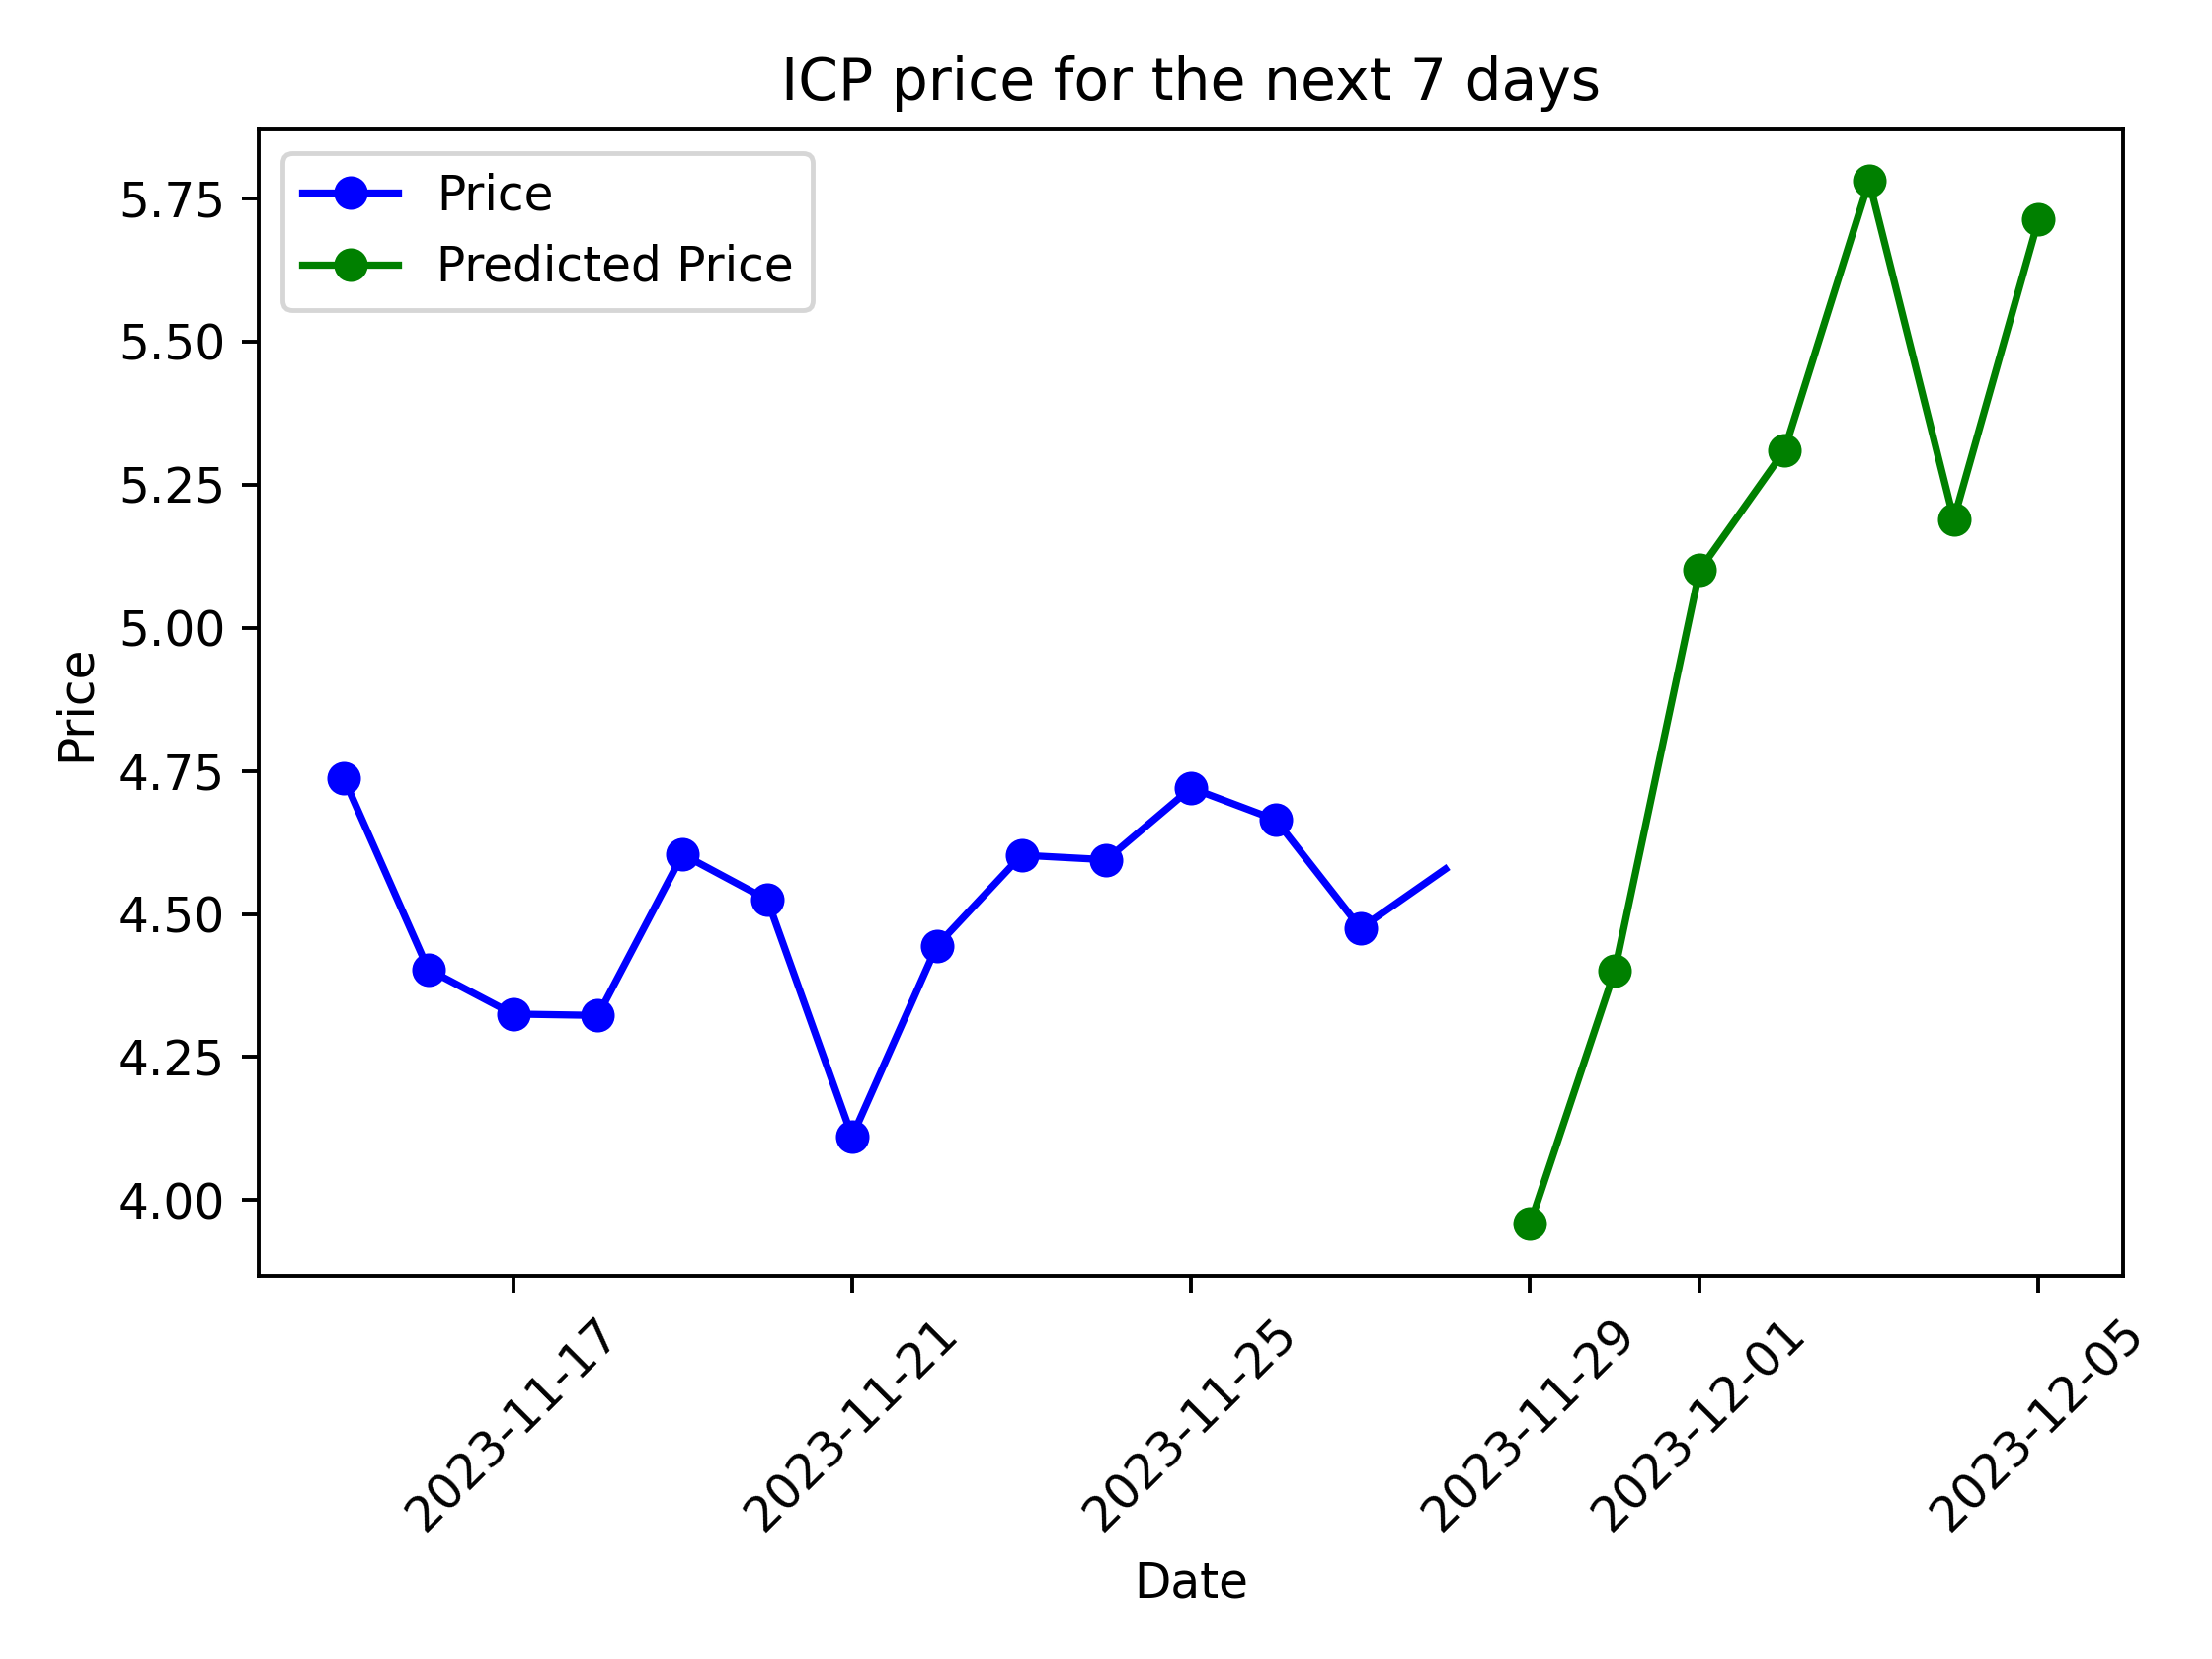 ICP price for the next 7 days
Price
Predicted Price
5.75
5.50
5.25
5.00
4.75
4.50
4.25
4.00
Price
2023-11-17
2023-11-21
2023-11-25
2023-11-29
2023-12-01
2023-12-05
Date